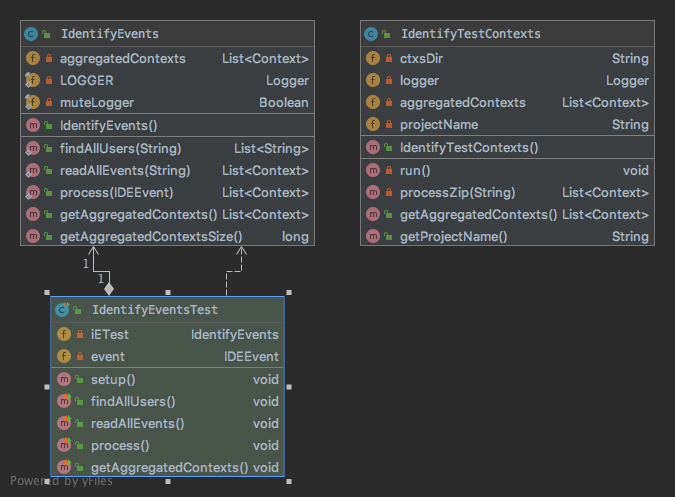 IdentifyEvents
aggregatedContexts List<Context>
LOGGER Logger
muteLogger Boolean
IdentifyEvents()
findAllUsers(String) List<String>
readAllEvents(String) List<Context>
process(IDEEvent) List<Context>
getAggregatedContexts() List<Context>
getAggregatedContextsSize() long
IdentifyTestContexts
ctxsDir String
logger Logger
aggregatedContexts List<Context>
projectName String
IdentifyTestContexts()
run() void
processZip(String) List<Context>
getAggregatedContexts() List<Context>
getProjectName() String
1
1
IdentifyEventsTest
iETest IdentifyEvents
event IDEEvent
setup() void
findAllUsers() void
readAllEvents() void
process() void
getAggregatedContexts() void
Powered by yFiles